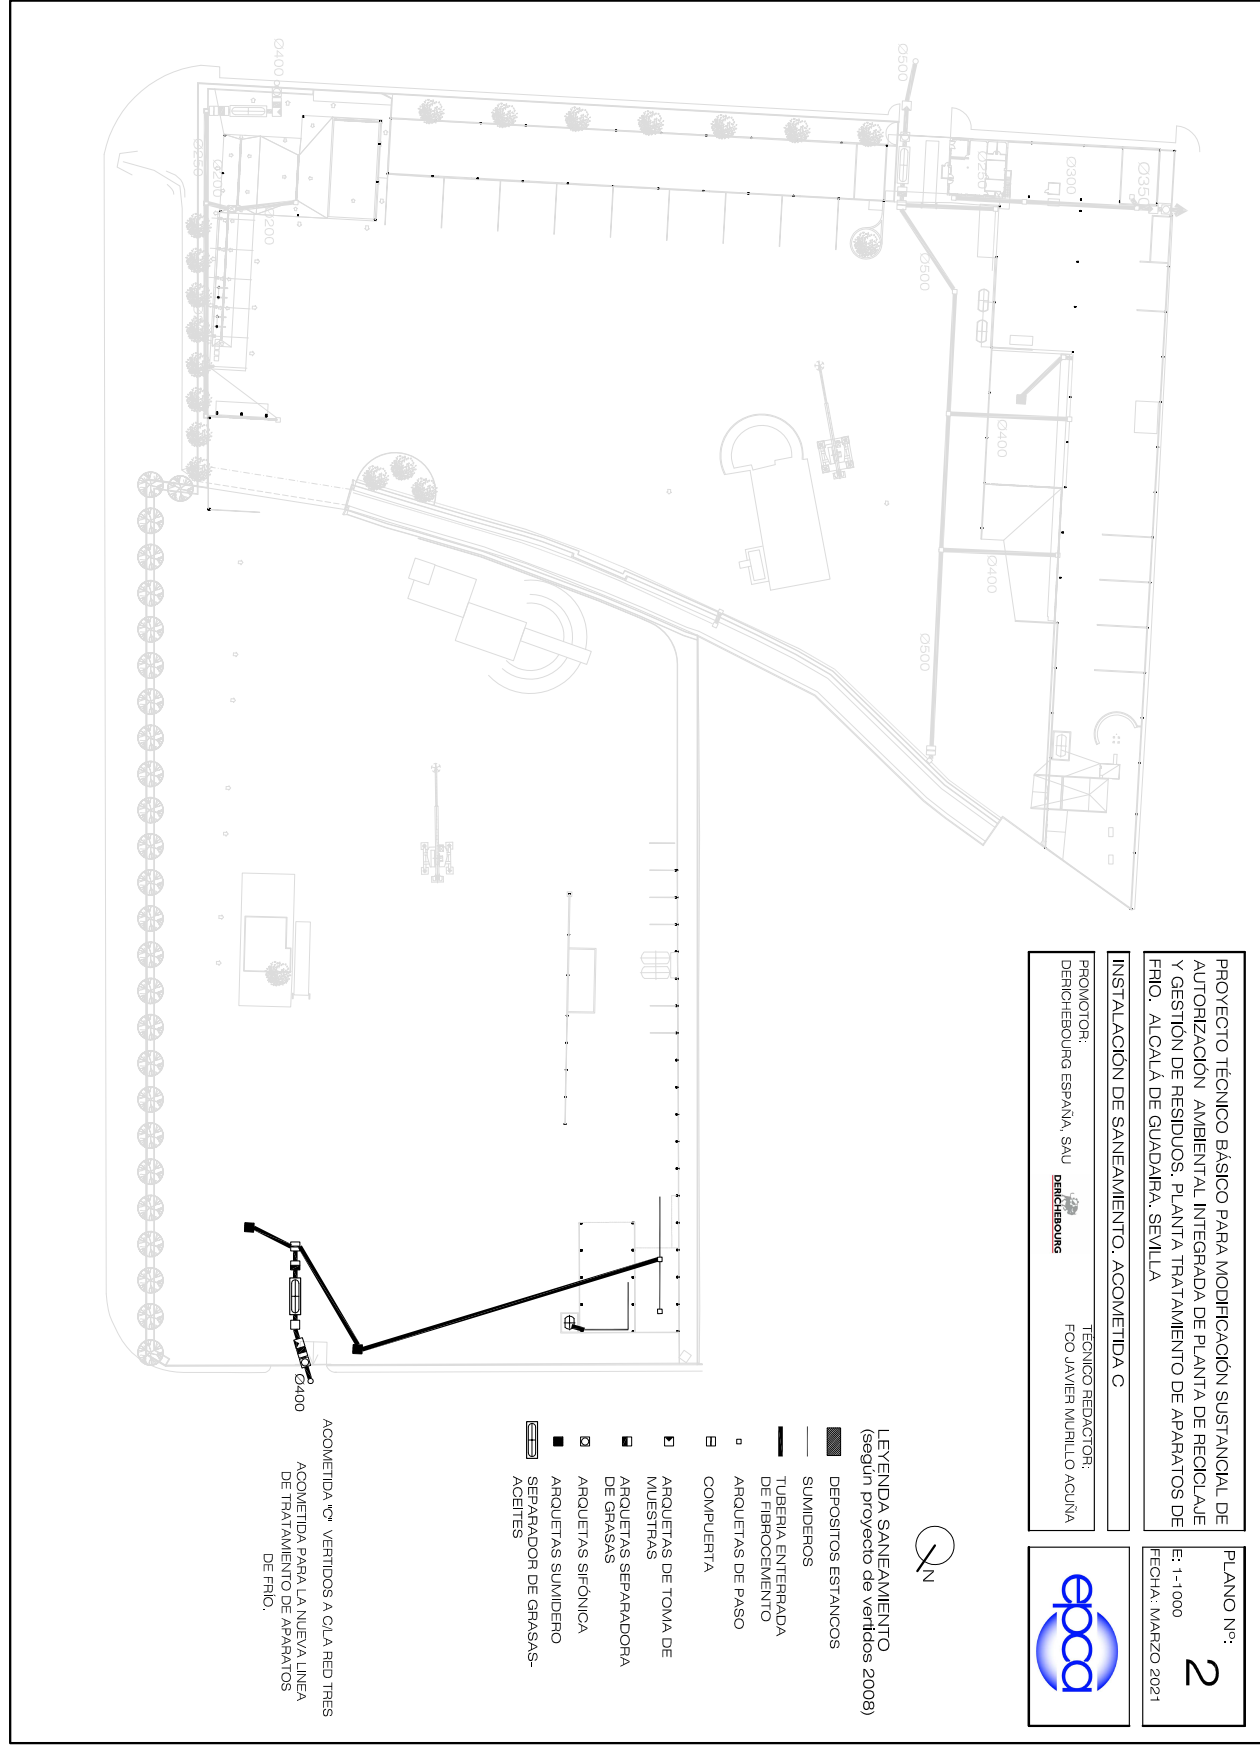 PROYECTO TÉCNICO BÁSICO PARA MODIFICACIÓN SUSTANCIAL DE
AUTORIZACIÓN AMBIENTAL INTEGRADA DE PLANTA DE RECICLAJE
Y GESTIÓN DE RESIDUOS. PLANTA TRATAMIENTO DE APARATOS DE
FRIO. ALCALÁ DE GUADAIRA. SEVILLA
PLANO Nº:
2
E: 1-1000
FECHA: MARZO 2021
INSTALACIÓN DE SANEAMIENTO. ACOMETIDA C
PROMOTOR:
DERICHEBOURG ESPAÑA, SAU
DERICHEBOURG
TÉCNICO REDACTOR:
FCO JAVIER MURILLO ACUÑA
epca
N
LEYENDA SANEAMIENTO
(según proyecto de vertidos 2008)
DEPOSITOS ESTANCOS
SUMIDEROS
TUBERIA ENTERRADA
DE FIBROCEMENTO
ARQUETAS DE PASO
COMPUERTA
ARQUETAS DE TOMA DE
MUESTRAS
ARQUETAS SEPARADORA
DE GRASAS
ARQUETAS SIFÓNICA
ARQUETAS SUMIDERO
SEPARADOR DE GRASAS-
ACEITES
ACOMETIDA "C" VERTIDOS A C/LA RED TRES
ACOMETIDA PARA LA NUEVA LINEA
DE TRATAMIENTO DE APARATOS
DE FRÍO.
Ø400
Ø350
Ø300
Ø250
Ø500
Ø500
Ø400
Ø400
Ø500
Ø400
Ø250
Ø200
Ø200